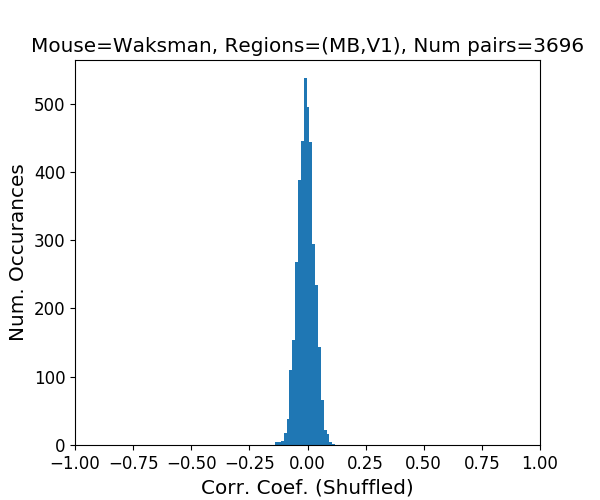 Mouse=Waksman, Regions=(MB,V1), Num pairs=3696
500
400
300
200
100
0
Num. Occurances
−1.00 −0.75 −0.50 −0.25 0.00 0.25 0.50 0.75 1.00
Corr. Coef. (Shuffled)